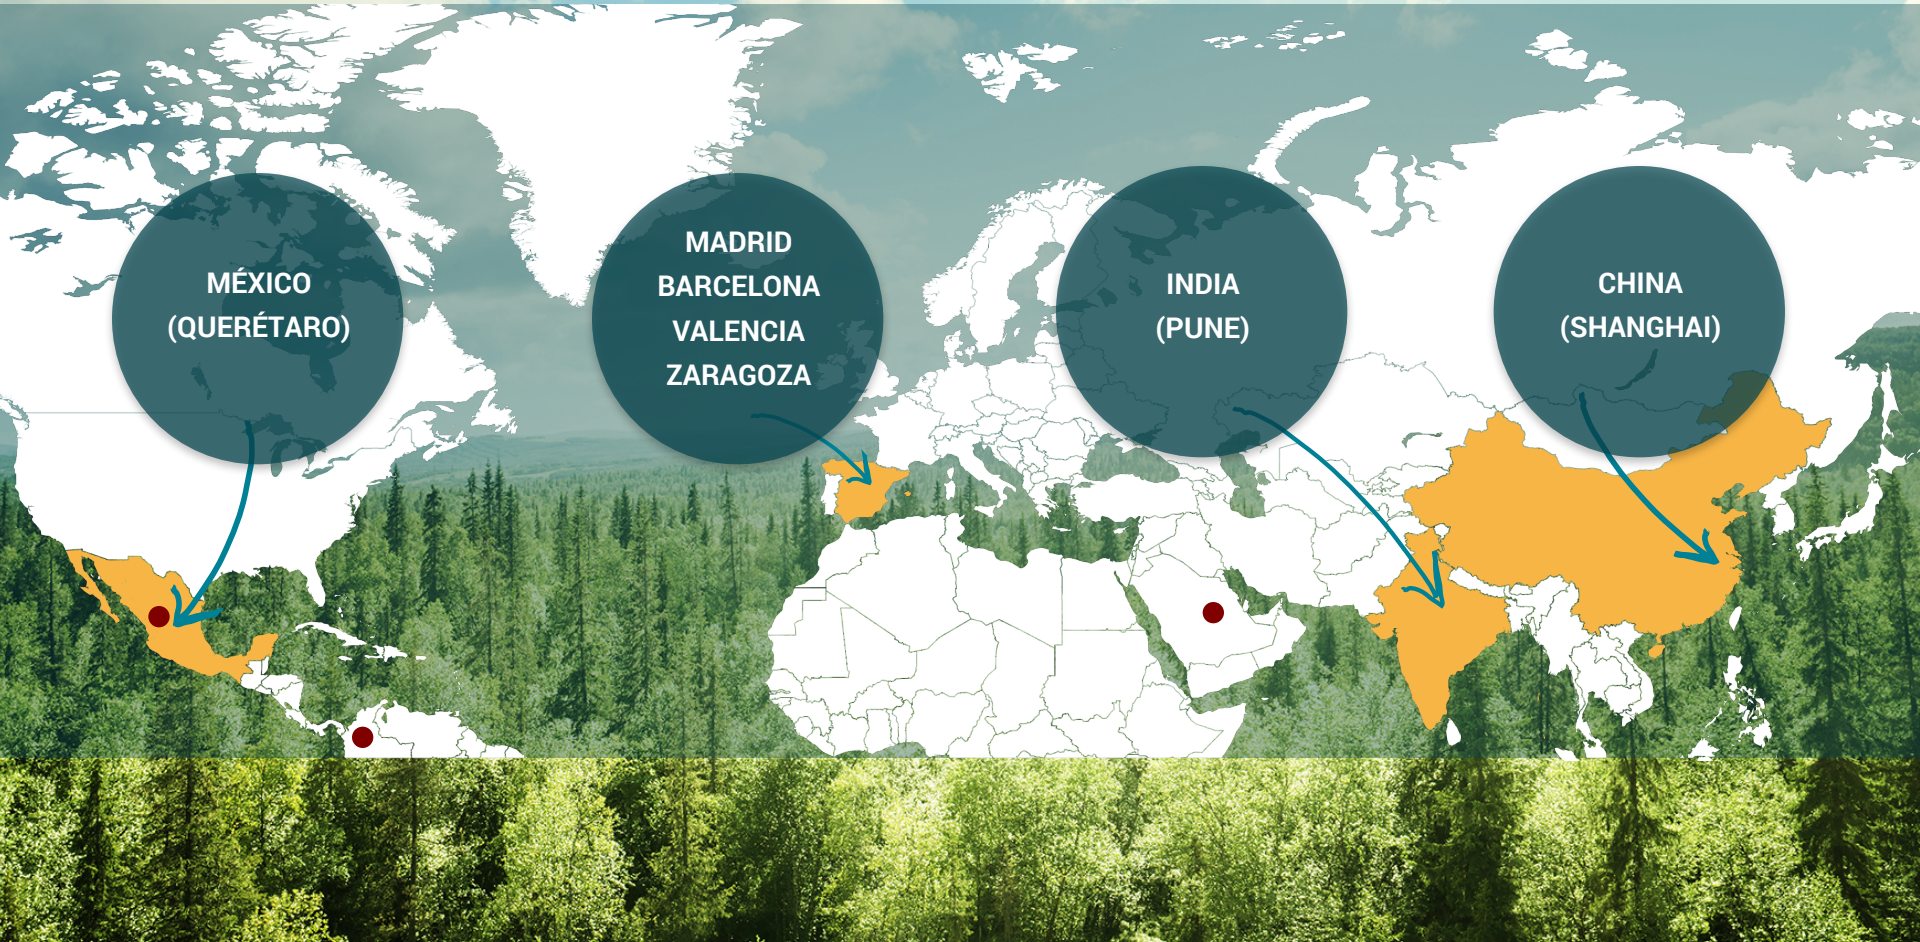 MÉXICO
(QUERÉTARO)
MADRID
BARCELONA
VALENCIA
ZARAGOZA
INDIA
(PUNE)
CHINA
(SHANGHAI)